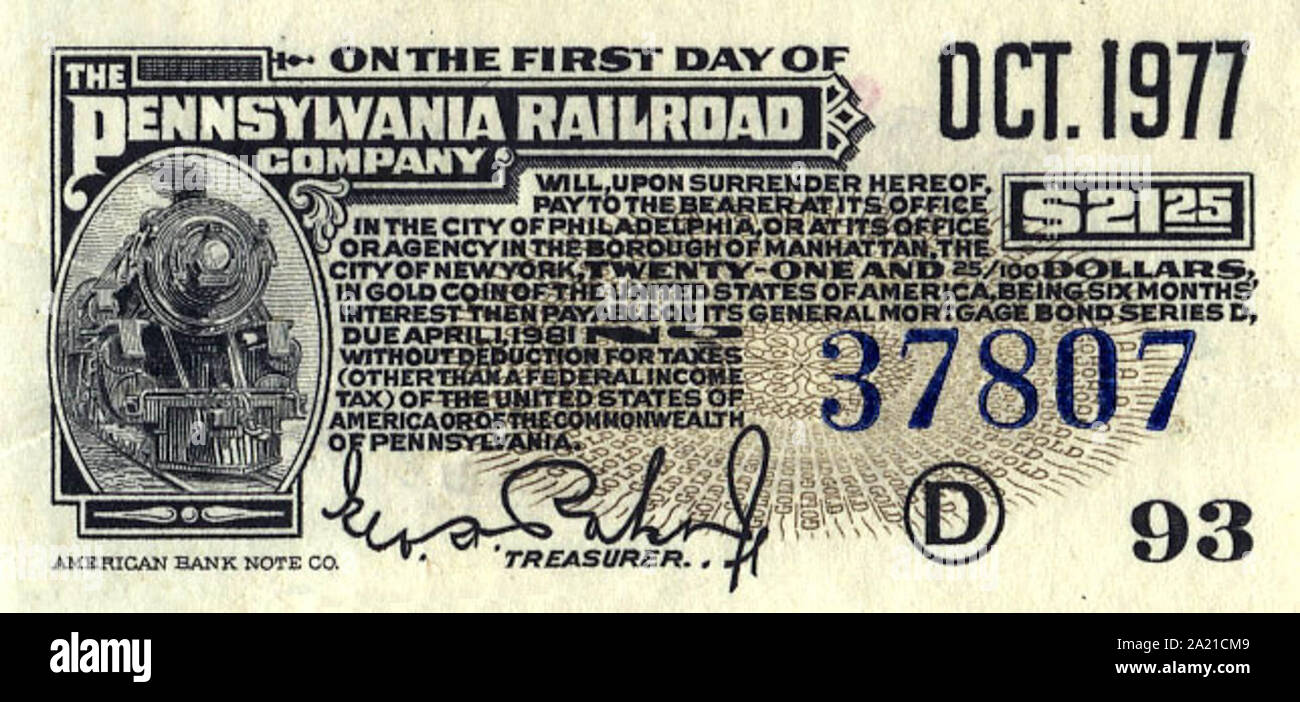 ON THE FIRST DAY OF
OCT. 1977
THE
PENNSYLVANIA RAILROAD
COMPANY
WILL, UPON SURRENDER HEREOF,
PAY TO THE BEARER AT ITS OFFICE
$21 25
IN THE CITY OF PHILADELPHIA, OR AT ITS OFFICE
OR AGENCY IN THE BOROUGH OF MANHATTAN, THE
CITY OF NEW YORK, TWENTY-ONE AND 25/100 DOLLARS,
IN GOLD COIN OF THE UNITED STATES OF AMERICA, BEING SIX MONTHS'
INTEREST THEN PAYABLE ON ITS GENERAL MORTGAGE BOND SERIES D,
DUE APRIL 1, 1981 No
37807
WITHOUT DEDUCTION FOR TAXES
(OTHER THAN A FEDERAL INCOME
TAX) OF THE UNITED STATES OF
AMERICA OR OF THE COMMONWEALTH
OF PENNSYLVANIA.
D
93
TREASURER...
AMERICAN BANK NOTE CO.
alamy
Image ID: 2A21CM9
www.alamy.com